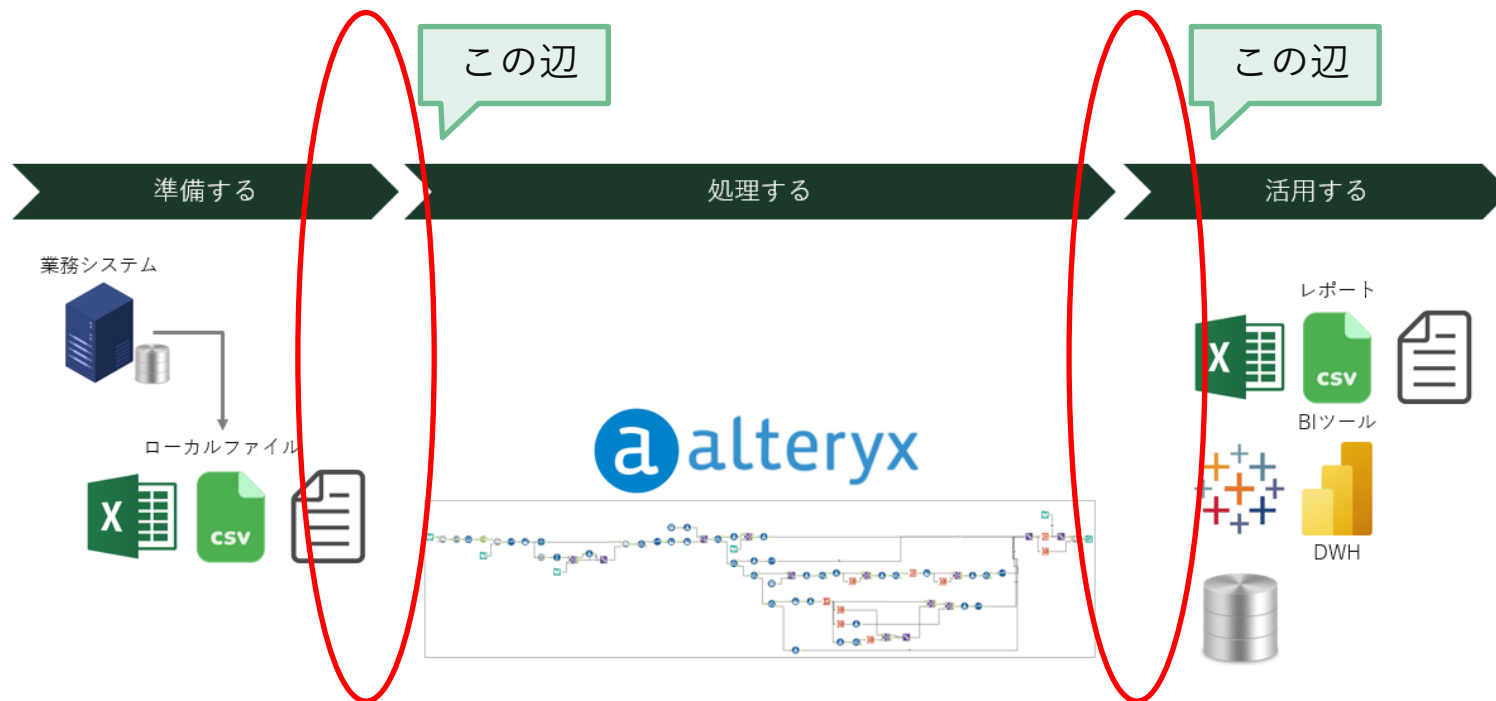 この辺
この辺
準備する
処理する
活用する
業務システム
ローカルファイル
X
csv
a alteryx
レポート
X
csv
BIツール
DWH